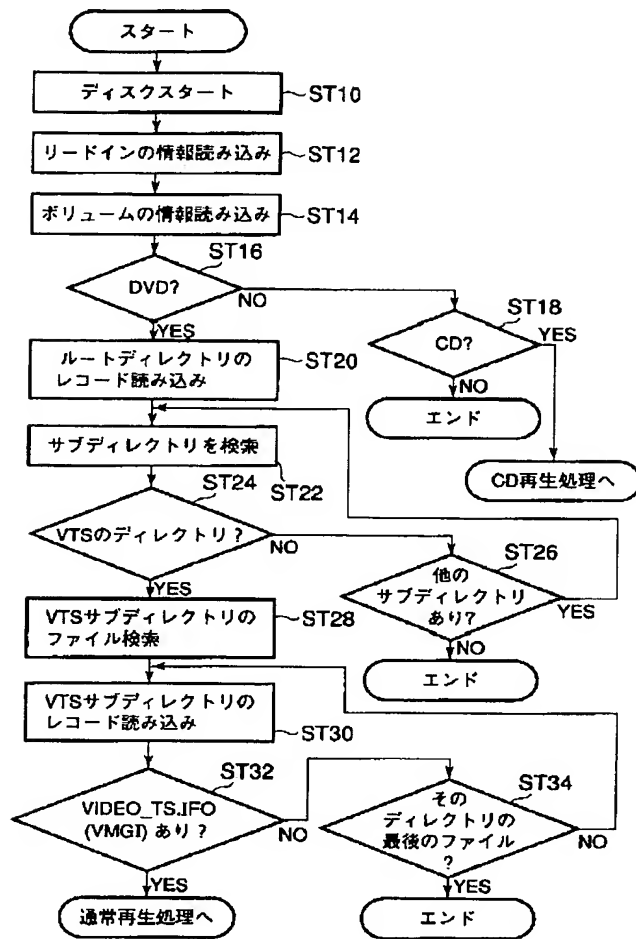 スタート
ディスクスタート
ST10
リードインの情報読み込み
ST12
ボリュームの情報読み込み
ST14
ST16
DVD?
NO
YES
ST18
CD?
YES
NO
エンド
CD再生処理へ
ルートディレクトリの
レコード読み込み
ST20
サブディレクトリを検索
ST22
ST24
VTSのディレクトリ?
NO
YES
ST26
他の
サブディレクトリ
あり?
YES
NO
エンド
VTSサブディレクトリの
ファイル検索
ST28
VTSサブディレクトリの
レコード読み込み
ST30
ST32
VIDEO_TS.IFO
(VMGI) あり?
NO
YES
通常再生処理へ
ST34
その
ディレクトリの
最後のファイル
?
NO
YES
エンド